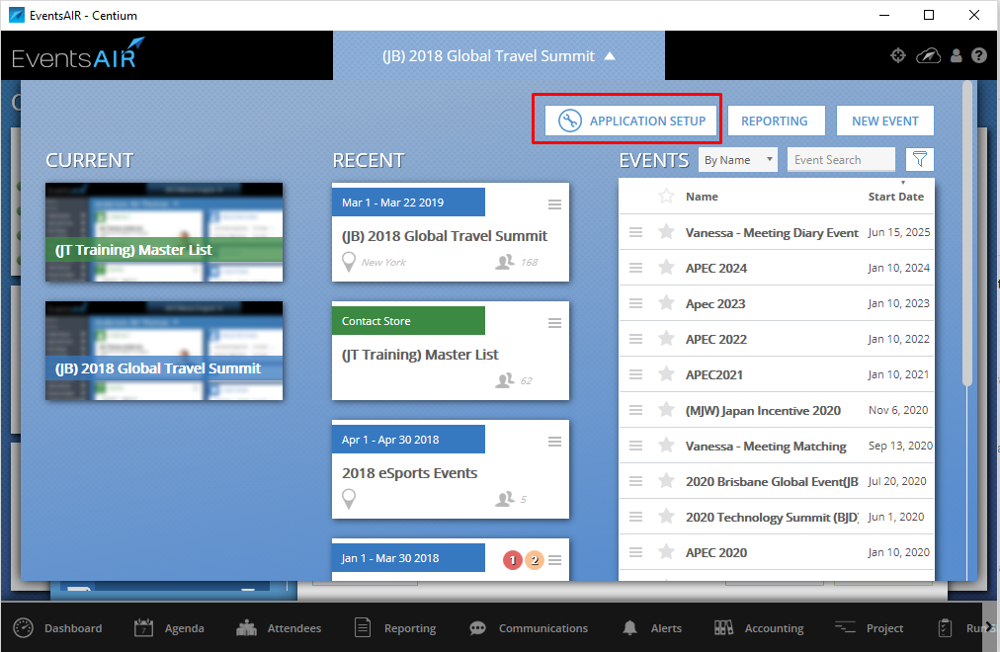 EventsAIR - Centium
EventsAIR
(JB) 2018 Global Travel Summit
APPLICATION SETUP
REPORTING
NEW EVENT
CURRENT
(JT Training) Master List
(JB) 2018 Global Travel Summit
RECENT
Mar 1 - Mar 22 2019
(JB) 2018 Global Travel Summit
New York
168
Contact Store
(JT Training) Master List
62
Apr 1 - Apr 30 2018
2018 eSports Events
5
Jan 1 - Mar 30 2018
1 2
EVENTS
By Name
Event Search
Name Start Date
Vanessa - Meeting Diary Event Jun 15, 2025
APEC 2024 Jan 10, 2024
Apec 2023 Jan 10, 2023
APEC 2022 Jan 10, 2022
APEC2021 Jan 10, 2021
(MJW) Japan Incentive 2020 Nov 6, 2020
Vanessa - Meeting Matching Sep 13, 2020
2020 Brisbane Global Event(JB Jul 20, 2020
2020 Technology Summit (BJD) Jun 1, 2020
APEC 2020 Jan 10, 2020
Dashboard
7
Agenda
Attendees
Reporting
Communications
Alerts
Accounting
Project